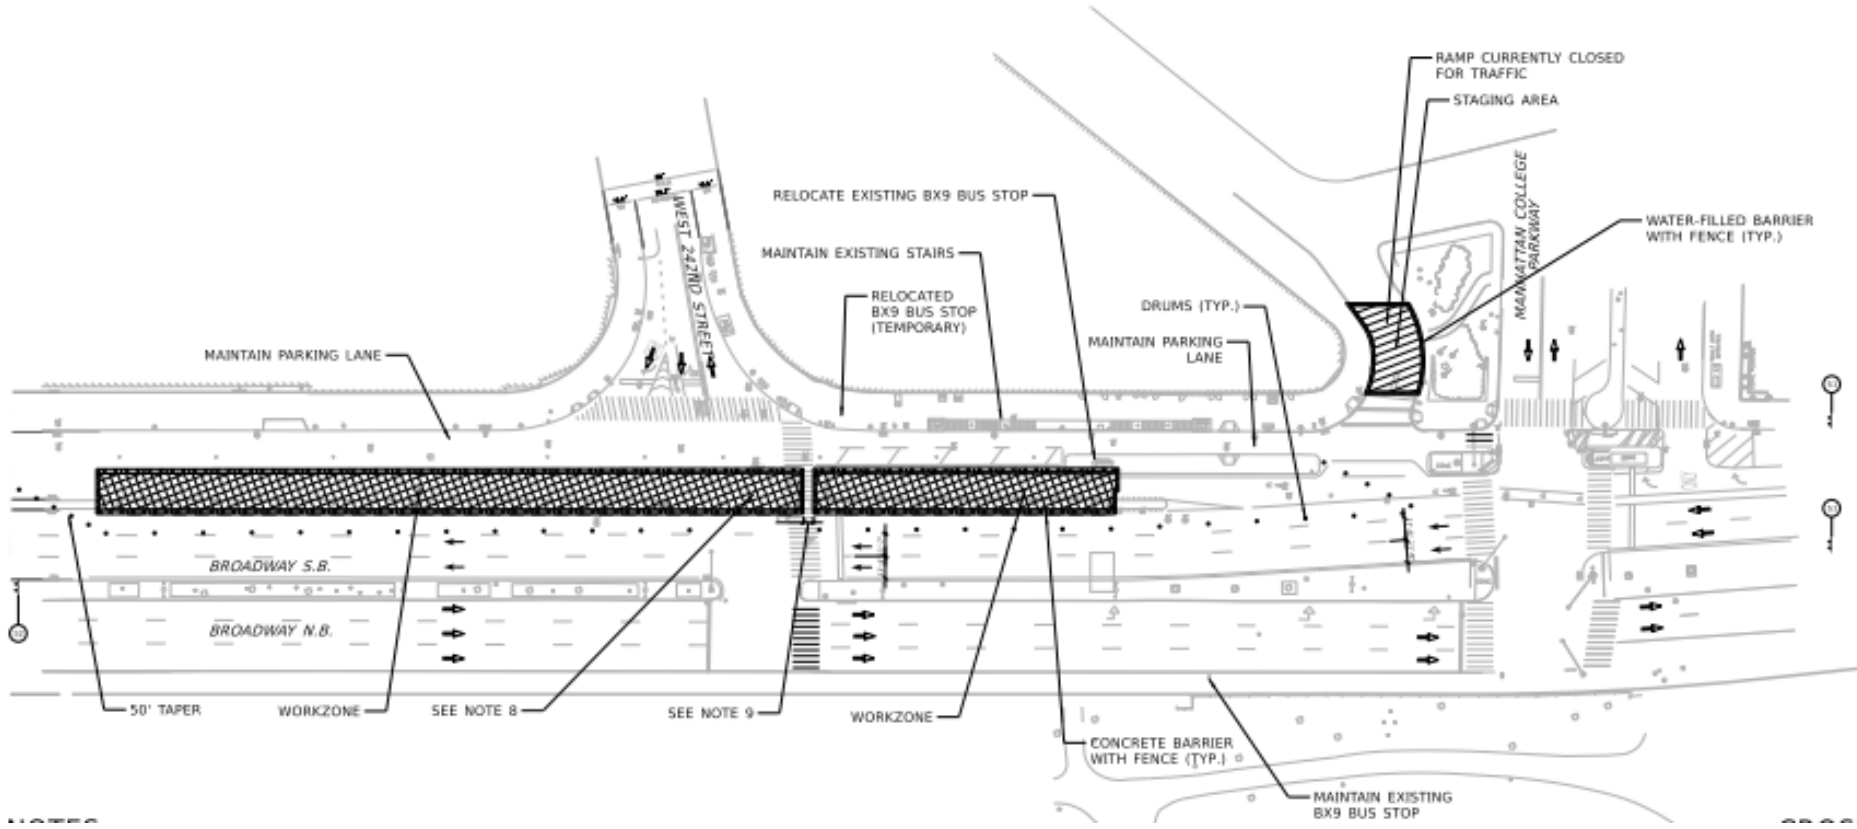 RAMP CURRENTLY CLOSED
FOR TRAFFIC
STAGING AREA
MANHATTAN COLLEGE
PARKWAY
WATER-FILLED BARRIER
WITH FENCE (TYP.)
RELOCATE EXISTING BX9 BUS STOP
WEST 242ND STREET
MAINTAIN EXISTING STAIRS
RELOCATED
BX9 BUS STOP
(TEMPORARY)
DRUMS (TYP.)
MAINTAIN PARKING
LANE
MAINTAIN PARKING LANE
BROADWAY S.B.
BROADWAY N.B.
50' TAPER
WORKZONE
SEE NOTE 8
SEE NOTE 9
WORKZONE
CONCRETE BARRIER
WITH FENCE (TYP.)
MAINTAIN EXISTING
BX9 BUS STOP
NOTES
CROS